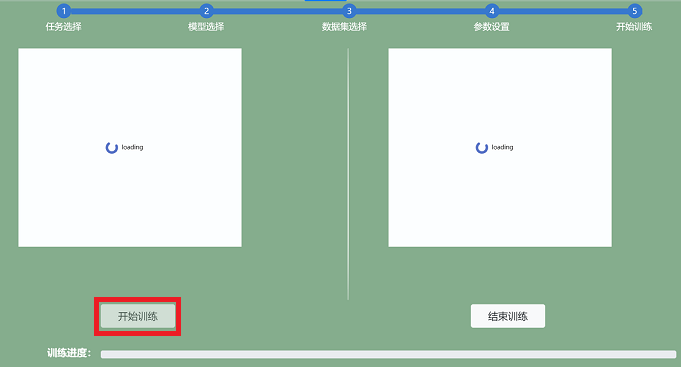 1 2 3 4 5
任务选择 模型选择 数据集选择 参数设置 开始训练
loading loading
开始训练 结束训练
训练进度：